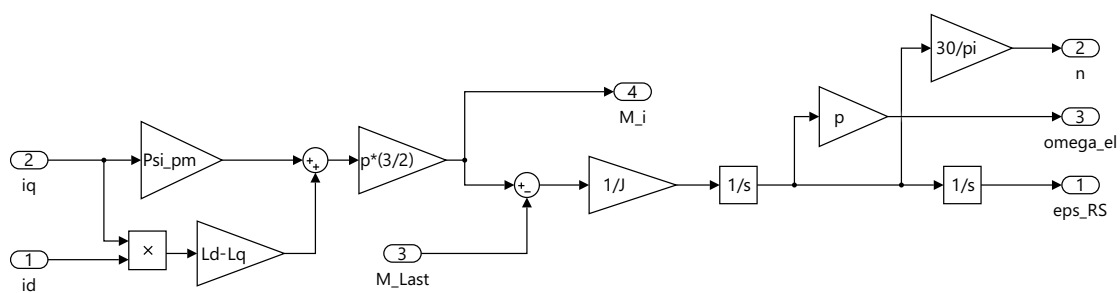 30/pi
2
n
4
M_i
p
3
omega_el
2
iq
Psi_pm
+
+
p*(3/2)
+
−
1/J
1/s
1/s
1
eps_RS
1
id
×
Ld-Lq
3
M_Last